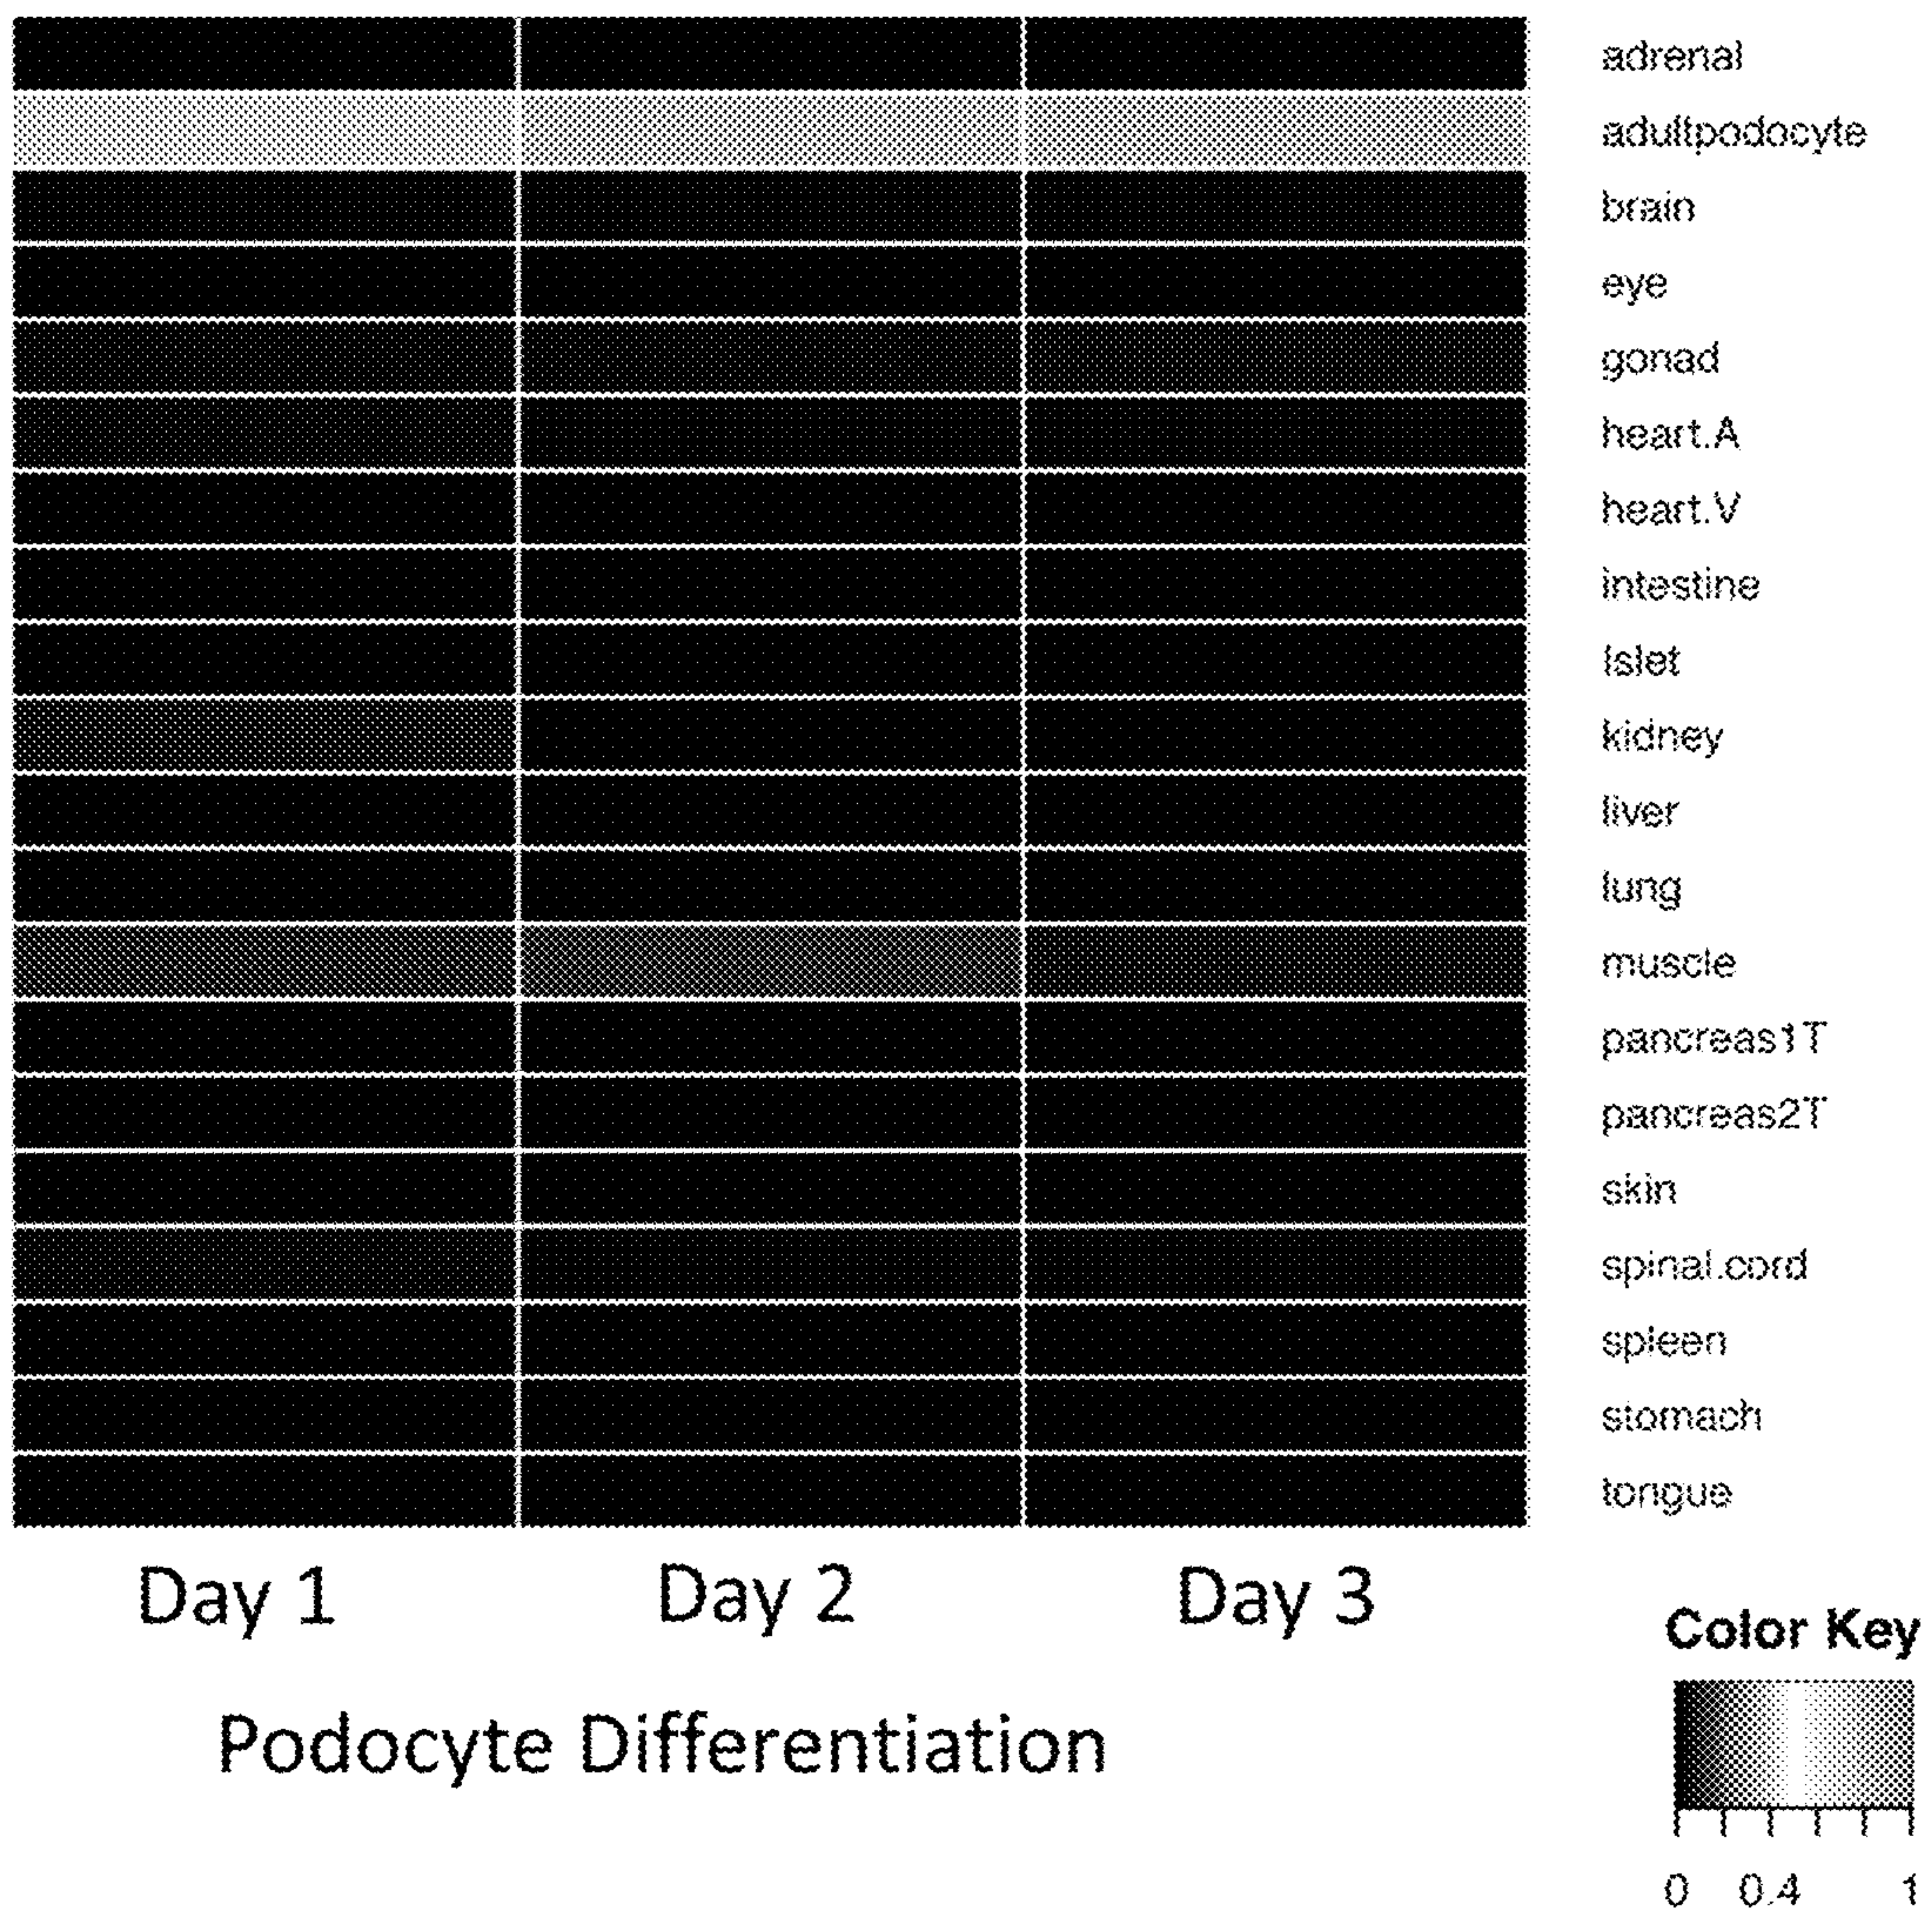 adrenal
adultpodocyte
brain
eye
gonad
heart.A
heart.V
intestine
Islet
kidney
liver
lung
muscle
pancreas1T
pancreas2T
skin
spinal.cord
spleen
stomach
tongue
Day 1 Day 2 Day 3
Color Key
Podocyte Differentiation
0 0.4 1